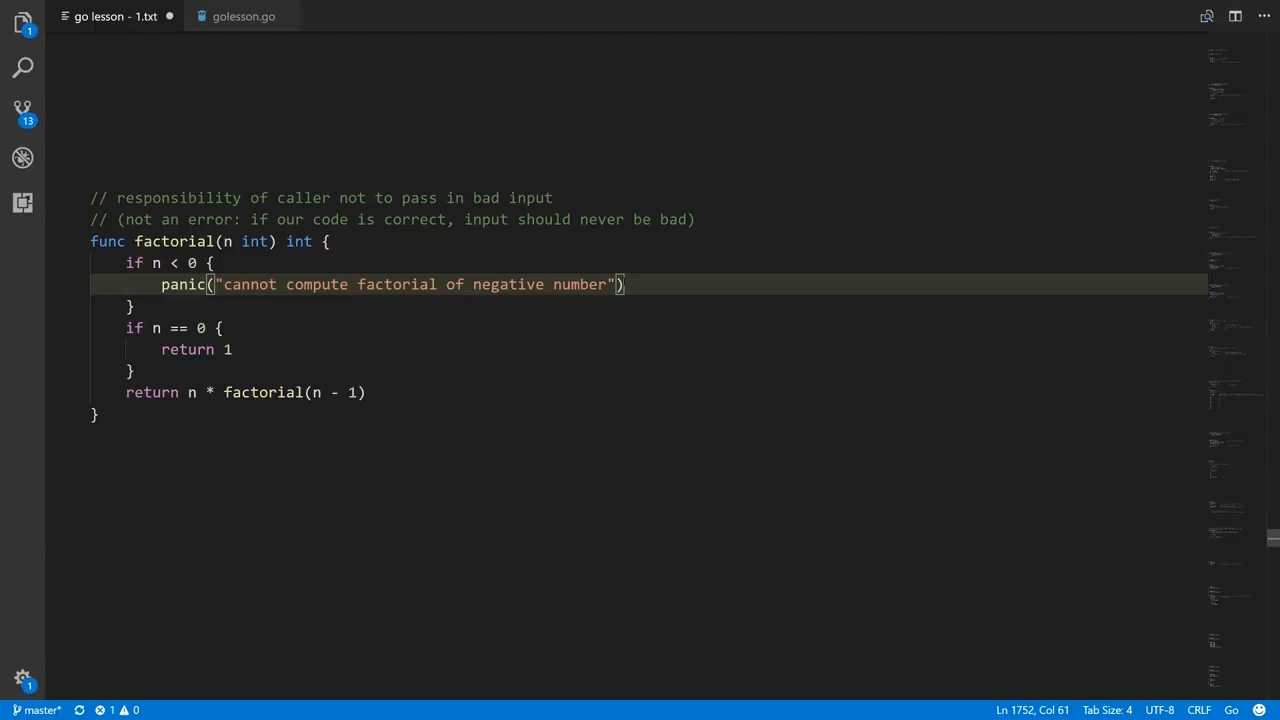 go lesson - 1.txt
golesson.go
1
13
// responsibility of caller not to pass in bad input
// (not an error: if our code is correct, input should never be bad)
func factorial(n int) int {
if n < 0 {
panic("cannot compute factorial of negative number")
}
if n == 0 {
return 1
}
return n * factorial(n - 1)
}
1
master* 1 0 Ln 1752, Col 61 Tab Size: 4 UTF-8 CRLF Go